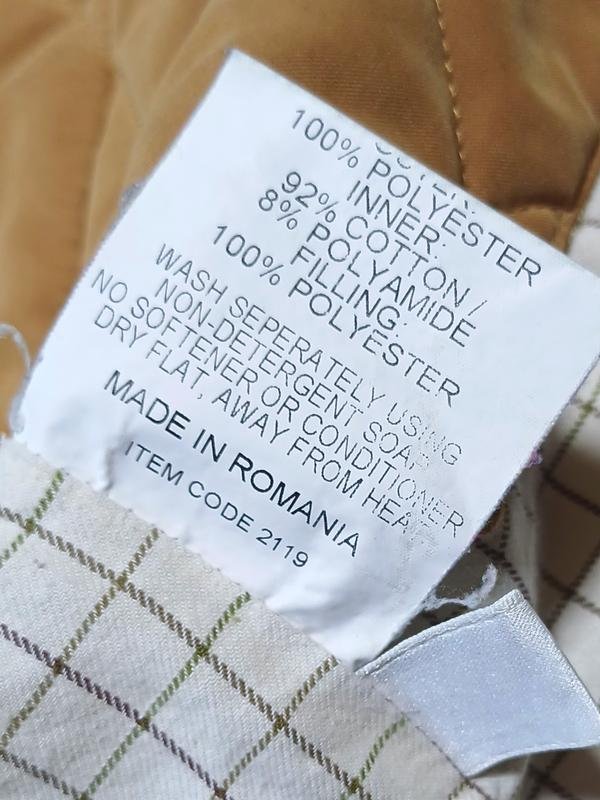 100% POLYESTER
INNER:
92% COTTON /
8% POLYAMIDE
FILLING:
100% POLYESTER
WASH SEPERATELY USING
NON-DETERGENT SOAP
NO SOFTENER OR CONDITIONER
DRY FLAT, AWAY FROM HEAT
MADE IN ROMANIA
ITEM CODE 2119